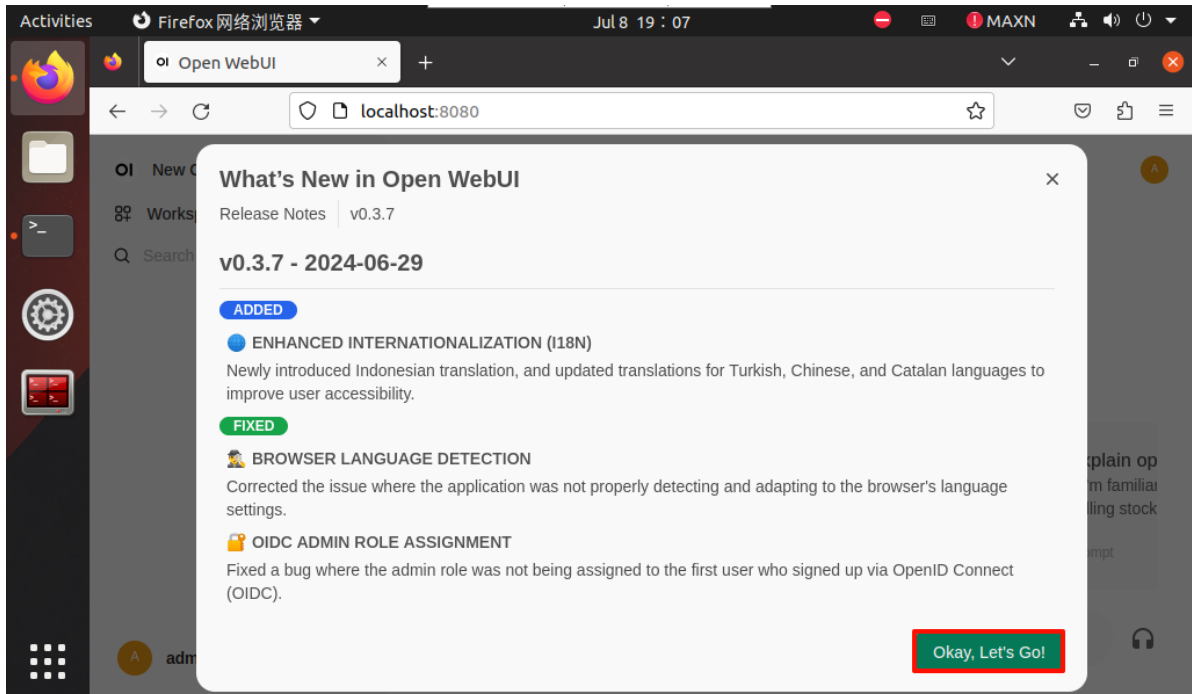 Activities Firefox 网络浏览器 Jul 8 19：07 MAXN
OI Open WebUI
localhost:8080
OI New C
Works
Search
A
What's New in Open WebUI
Release Notes v0.3.7
v0.3.7 - 2024-06-29
ADDED
ENHANCED INTERNATIONALIZATION (I18N)
Newly introduced Indonesian translation, and updated translations for Turkish, Chinese, and Catalan languages to
improve user accessibility.
FIXED
BROWSER LANGUAGE DETECTION
Corrected the issue where the application was not properly detecting and adapting to the browser's language
settings.
OIDC ADMIN ROLE ASSIGNMENT
Fixed a bug where the admin role was not being assigned to the first user who signed up via OpenID Connect
(OIDC).
Okay, Let's Go!
xplain op
'm familiar
lling stock
ompt
A adm